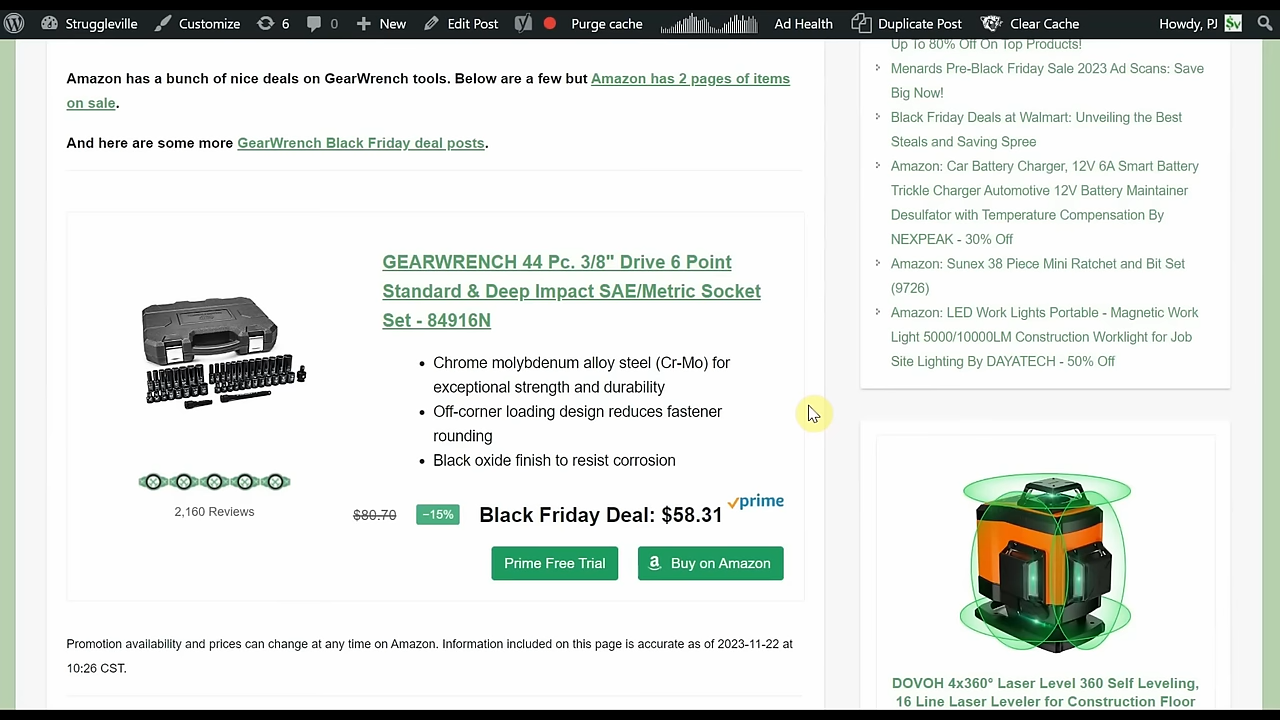 Struggleville Customize 6 0 New Edit Post Purge cache Ad Health Duplicate Post Clear Cache Howdy, PJ
Amazon has a bunch of nice deals on GearWrench tools. Below are a few but Amazon has 2 pages of items
on sale.
And here are some more GearWrench Black Friday deal posts.
GEARWRENCH 44 Pc. 3/8" Drive 6 Point
Standard & Deep Impact SAE/Metric Socket
Set - 84916N
• Chrome molybdenum alloy steel (Cr-Mo) for
exceptional strength and durability
• Off-corner loading design reduces fastener
rounding
• Black oxide finish to resist corrosion
2,160 Reviews
$80.70 −15% Black Friday Deal: $58.31 prime
Prime Free Trial Buy on Amazon
Promotion availability and prices can change at any time on Amazon. Information included on this page is accurate as of 2023-11-22 at
10:26 CST.
Up To 80% Off On Top Products!
Menards Pre-Black Friday Sale 2023 Ad Scans: Save
Big Now!
Black Friday Deals at Walmart: Unveiling the Best
Steals and Saving Spree
Amazon: Car Battery Charger, 12V 6A Smart Battery
Trickle Charger Automotive 12V Battery Maintainer
Desulfator with Temperature Compensation By
NEXPEAK - 30% Off
Amazon: Sunex 38 Piece Mini Ratchet and Bit Set
(9726)
Amazon: LED Work Lights Portable - Magnetic Work
Light 5000/10000LM Construction Worklight for Job
Site Lighting By DAYATECH - 50% Off
DOVOH 4x360° Laser Level 360 Self Leveling,
16 Line Laser Leveler for Construction Floor